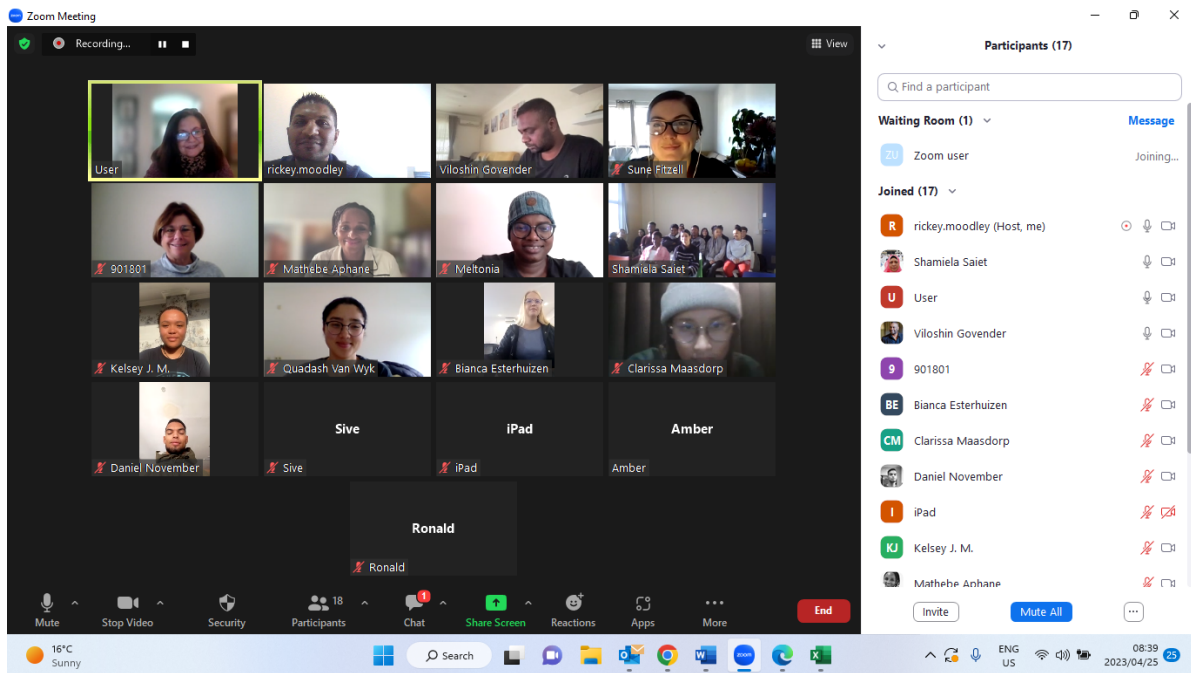 Zoom Meeting
Recording...
View
User
rickey.moodley
Viloshin Govender
Sune Fitzell
901801
Mathebe Aphane
Meltonia
Shamiela Saiet
Kelsey J. M.
Quadash Van Wyk
Bianca Esterhuizen
Clarissa Maasdorp
Daniel November
Sive
Sive
iPad
iPad
Amber
Amber
Ronald
Ronald
Mute
Stop Video
Security
18
Participants
1
Chat
Share Screen
Reactions
Apps
More
End
Participants (17)
Find a participant
Waiting Room (1)
Message
ZU Zoom user Joining...
Joined (17)
R rickey.moodley (Host, me)
Shamiela Saiet
U User
Viloshin Govender
9 901801
BE Bianca Esterhuizen
CM Clarissa Maasdorp
Daniel November
I iPad
KJ Kelsey J. M.
Mathebe Aphane
Invite
Mute All
...
16°C
Sunny
Search
zoom
ENG
US
08:39
2023/04/25
25